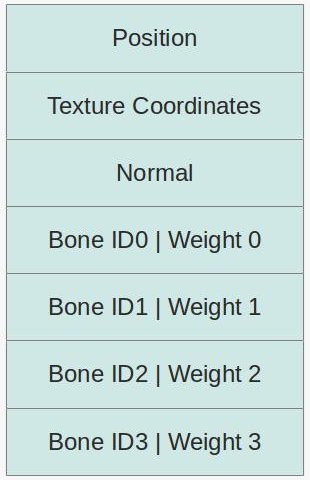 Position
Texture Coordinates
Normal
Bone ID0 | Weight 0
Bone ID1 | Weight 1
Bone ID2 | Weight 2
Bone ID3 | Weight 3